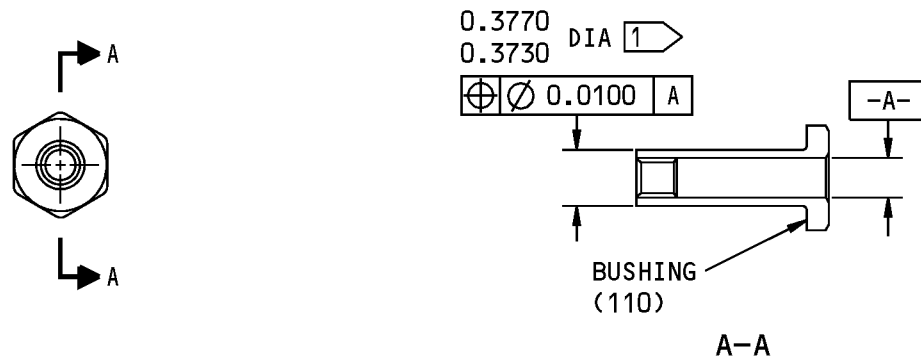 A
A
0.3770
0.3730
DIA 1
⌖ ⌀ 0.0100 A
-A-
BUSHING
(110)
A-A